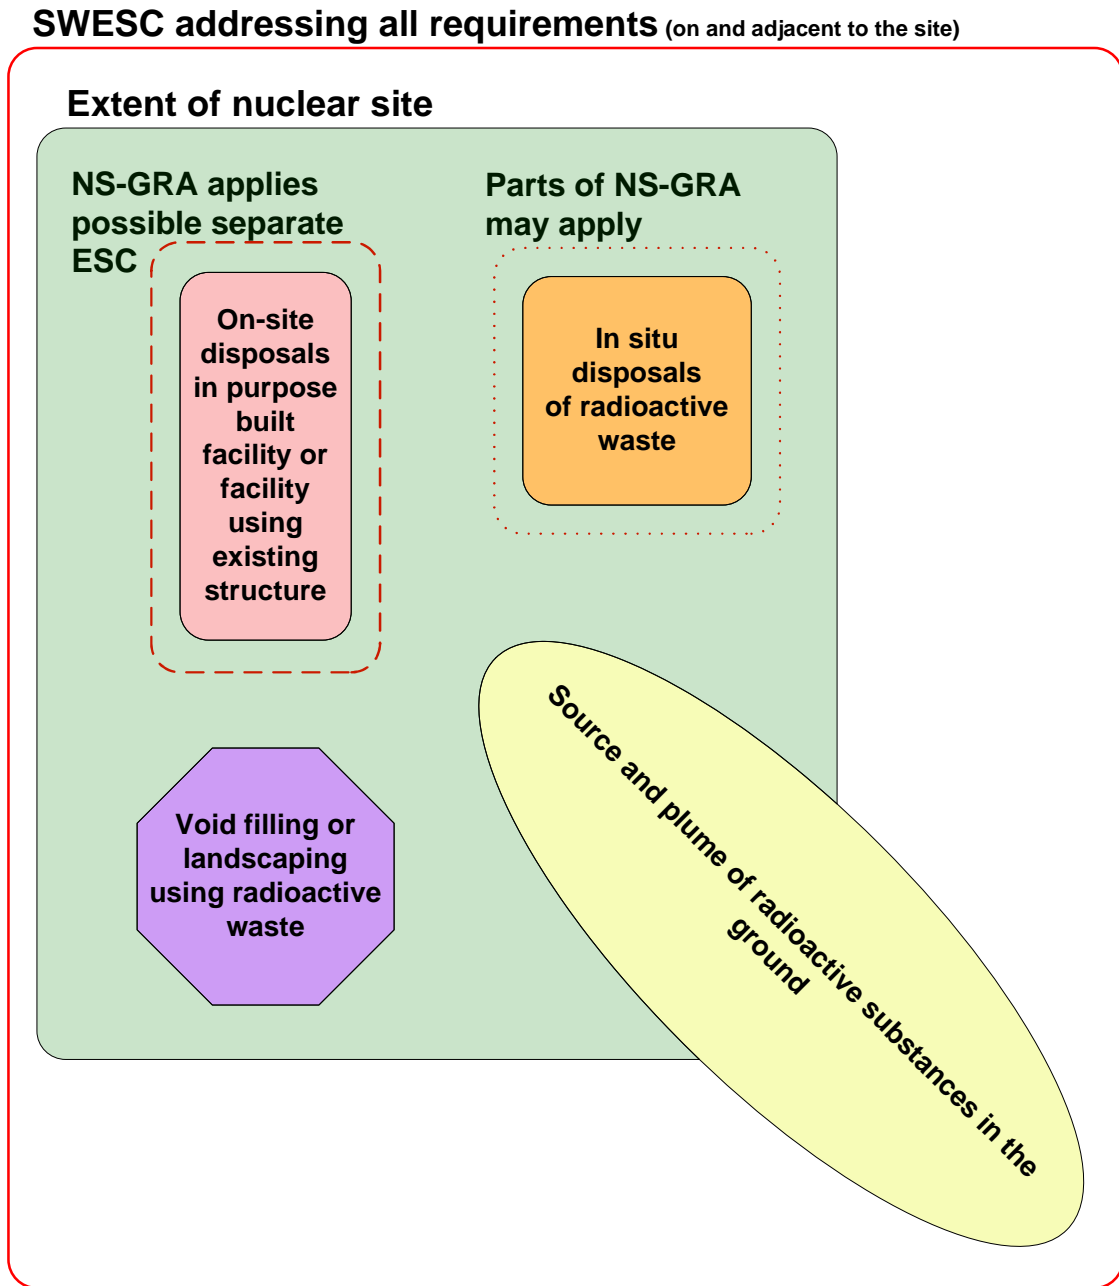 SWESC addressing all requirements (on and adjacent to the site)
Extent of nuclear site
NS-GRA applies
possible separate
ESC
Parts of NS-GRA
may apply
On-site
disposals
in purpose
built
facility or
facility
using
existing
structure
In situ
disposals
of radioactive
waste
Void filling or
landscaping
using radioactive
waste
Source and plume of radioactive substances in the
ground